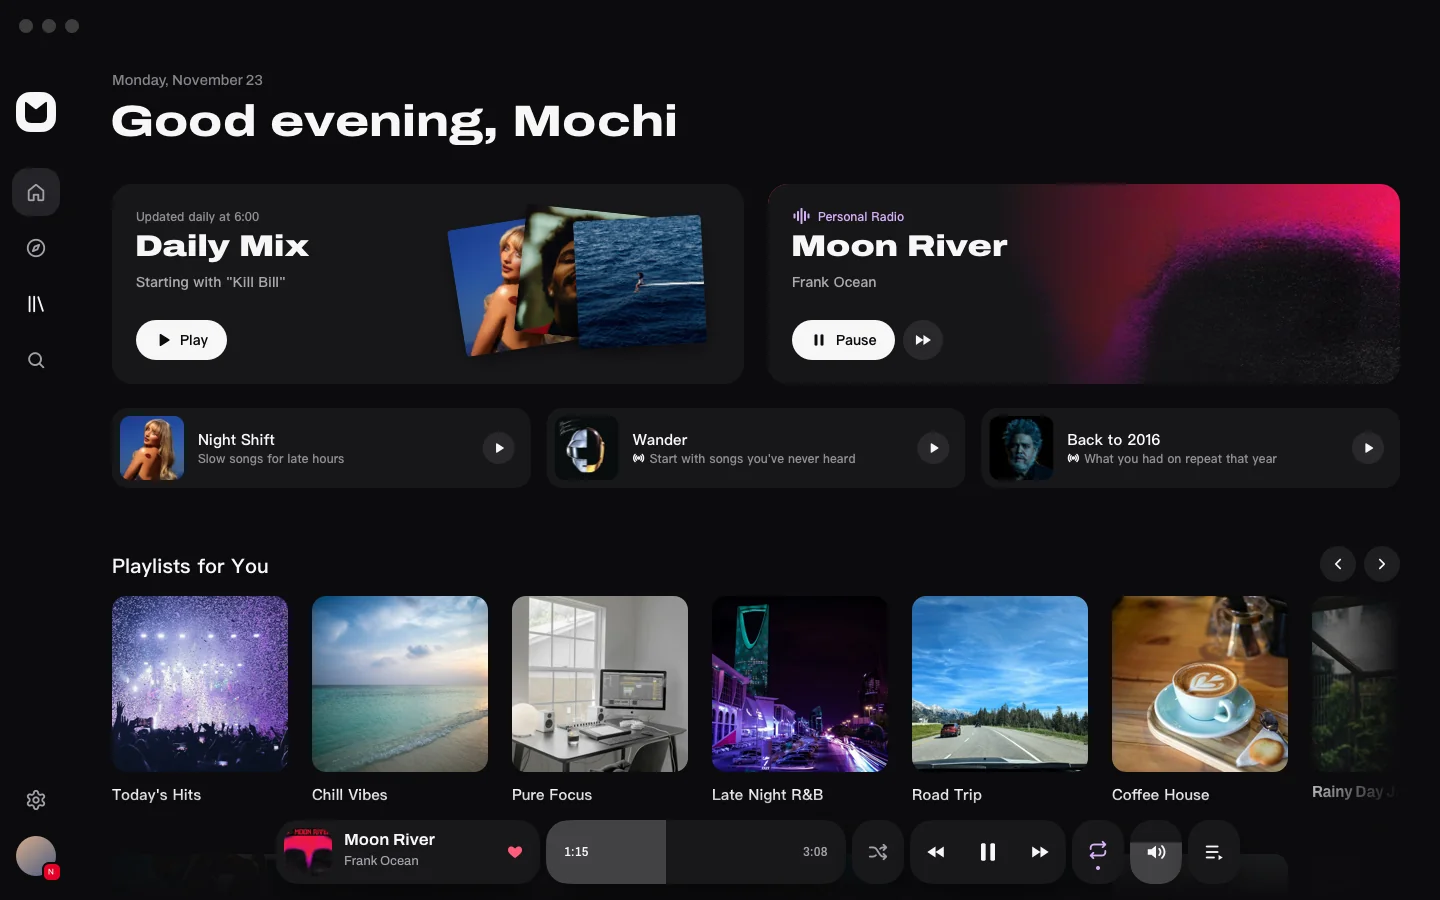 Monday, November 23
Good evening, Mochi
Updated daily at 6:00
Daily Mix
Starting with "Kill Bill"
Play
Personal Radio
Moon River
Frank Ocean
Pause
Night Shift
Slow songs for late hours
Wander
Start with songs you've never heard
Back to 2016
What you had on repeat that year
Playlists for You
Today's Hits
Chill Vibes
Pure Focus
Late Night R&B
Road Trip
Coffee House
Rainy Day J
Moon River
Frank Ocean
1:15
3:08
N